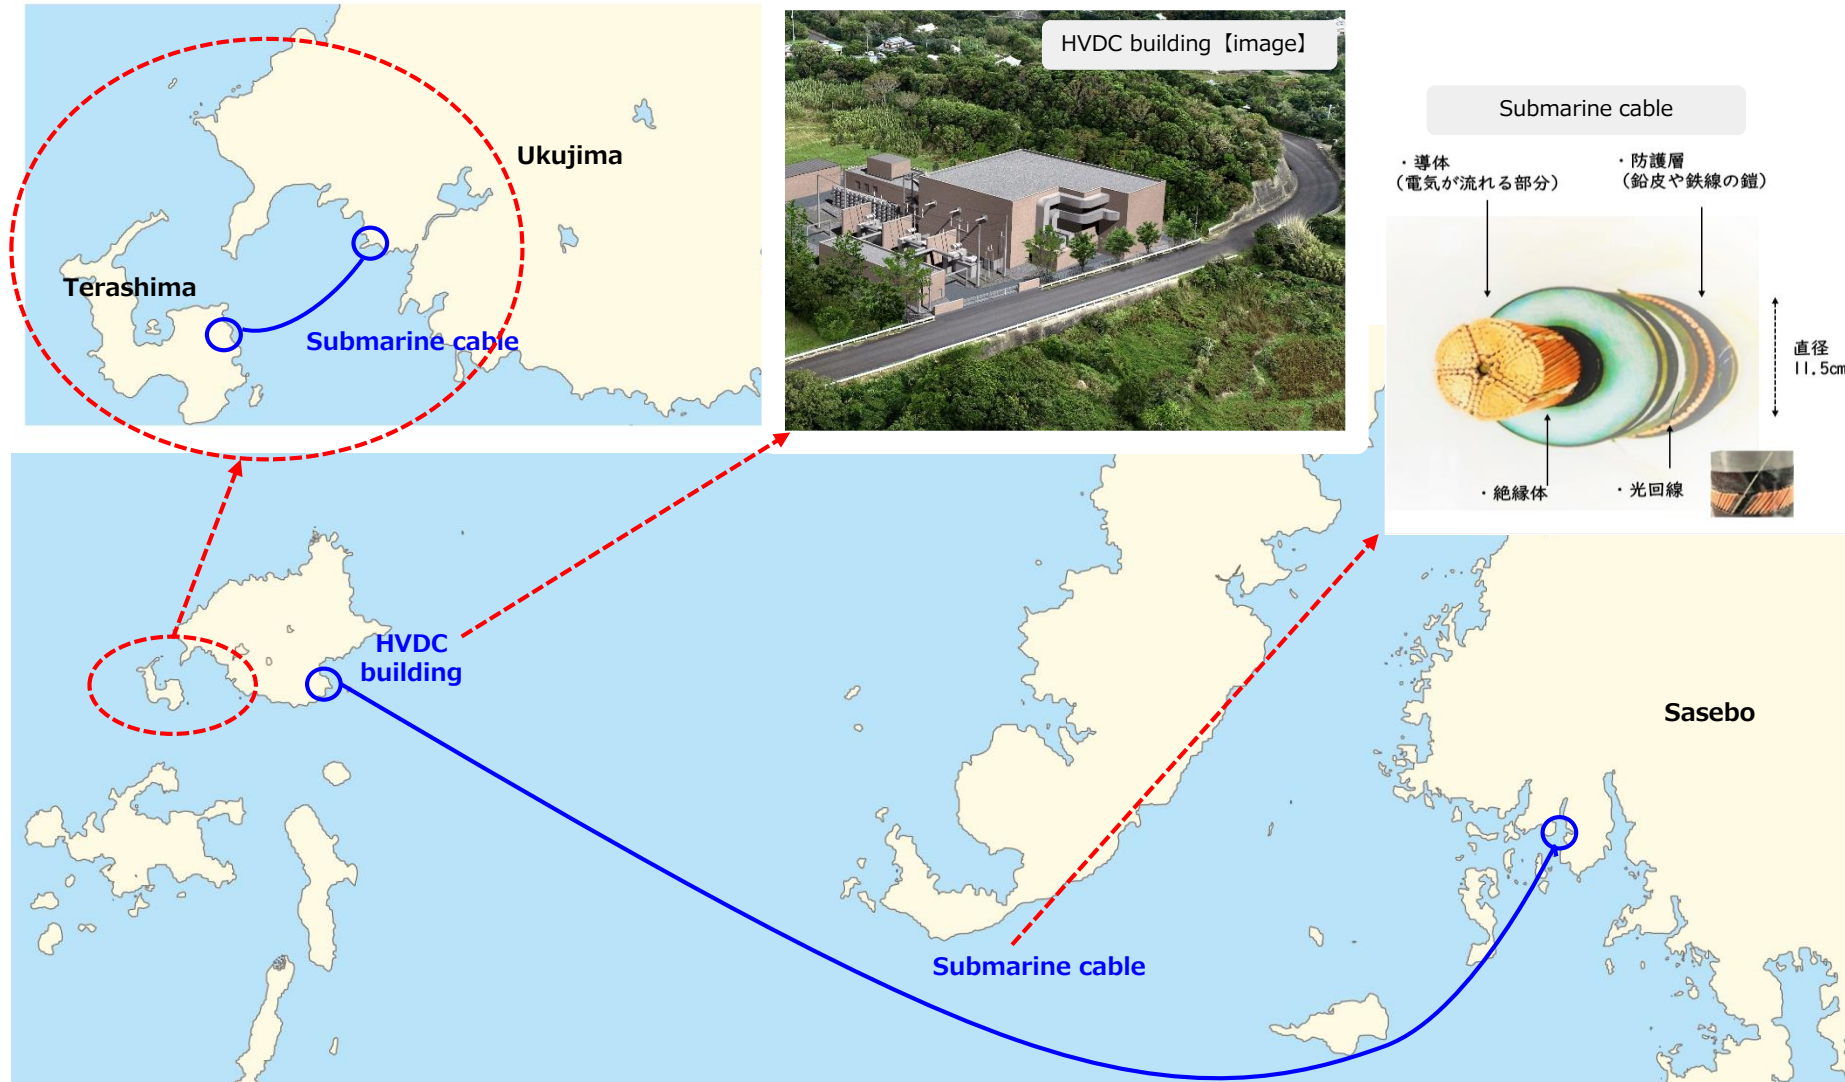 Ukujima
Terashima
Submarine cable
HVDC building【image】
Submarine cable
・導体
（電気が流れる部分）
・防護層
（鉛皮や鉄線の鎧）
直径
11.5cm
・絶縁体
・光回線
HVDC
building
Sasebo
Submarine cable